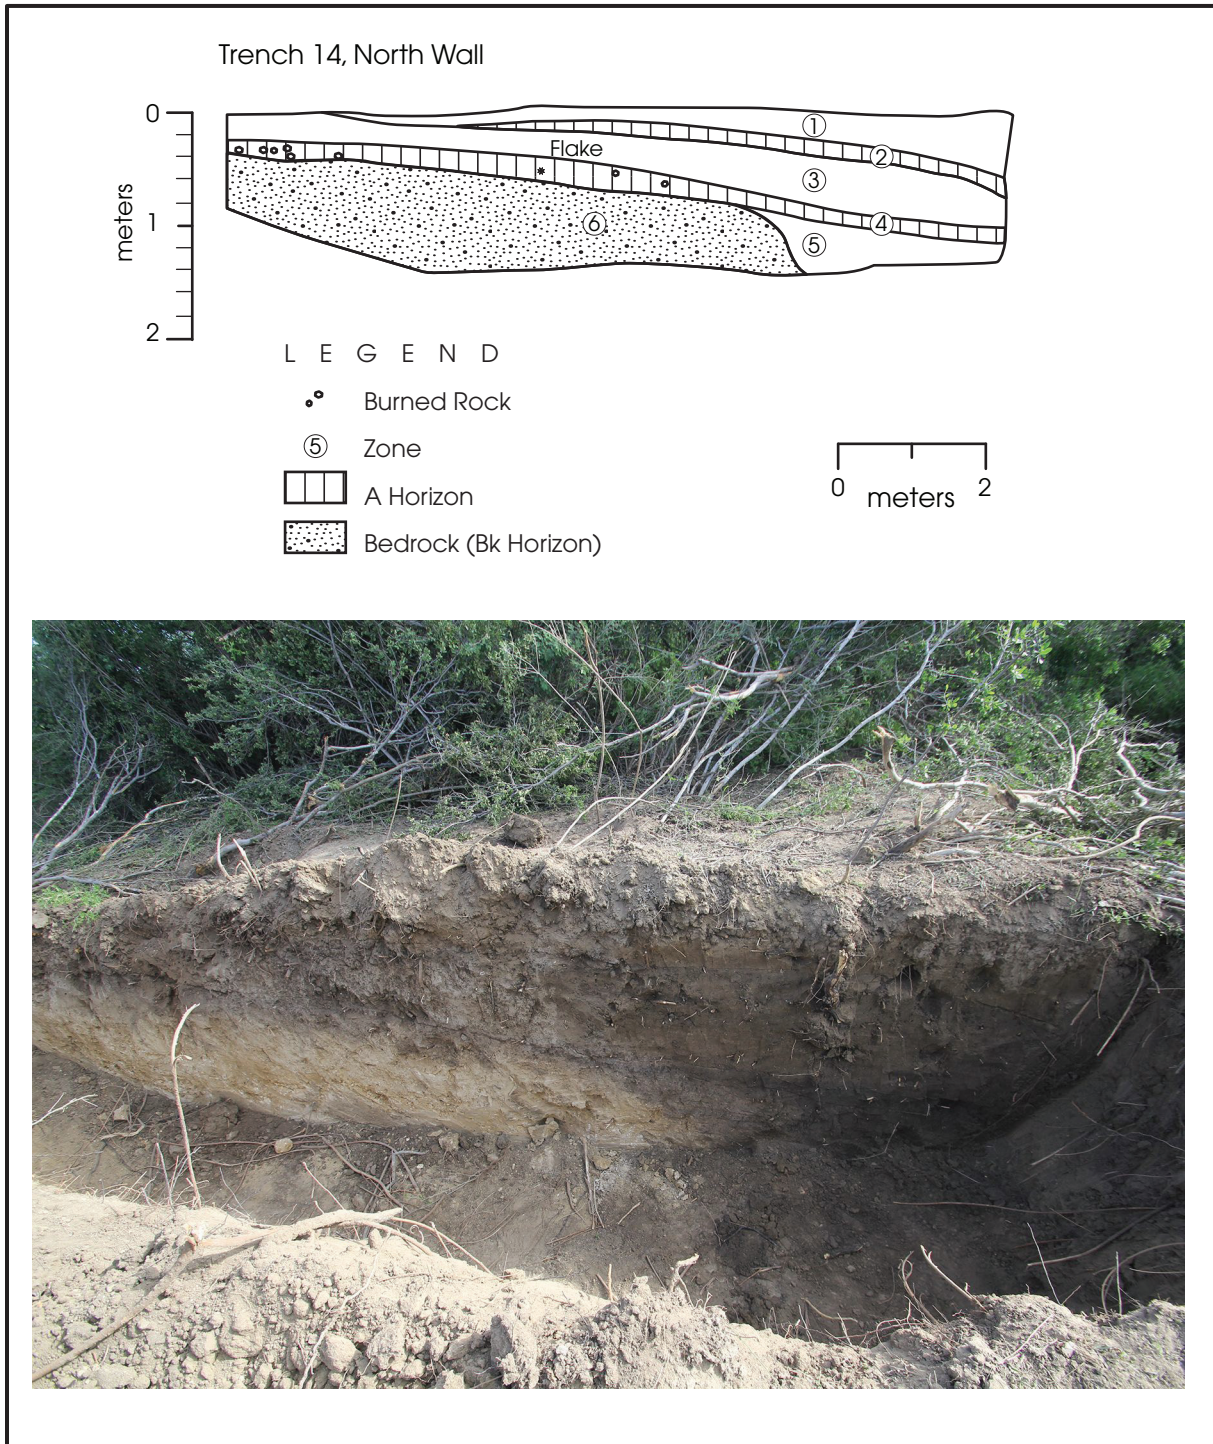 Trench 14, North Wall
0
1
2
meters
①
②
Flake
③
④
⑥
⑤
L E G E N D
Burned Rock
⑤ Zone
A Horizon
Bedrock (Bk Horizon)
0 meters 2